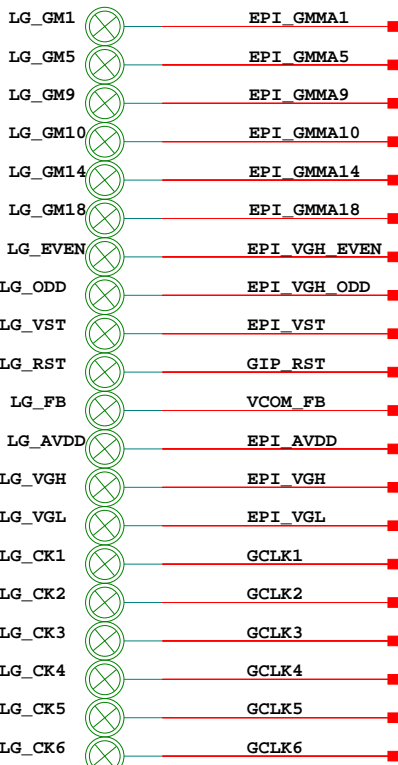 LG_GM1 EPI_GMMA1
LG_GM5 EPI_GMMA5
LG_GM9 EPI_GMMA9
LG_GM10 EPI_GMMA10
LG_GM14 EPI_GMMA14
LG_GM18 EPI_GMMA18
LG_EVEN EPI_VGH_EVEN
LG_ODD EPI_VGH_ODD
LG_VST EPI_VST
LG_RST GIP_RST
LG_FB VCOM_FB
LG_AVDD EPI_AVDD
LG_VGH EPI_VGH
LG_VGL EPI_VGL
LG_CK1 GCLK1
LG_CK2 GCLK2
LG_CK3 GCLK3
LG_CK4 GCLK4
LG_CK5 GCLK5
LG_CK6 GCLK6